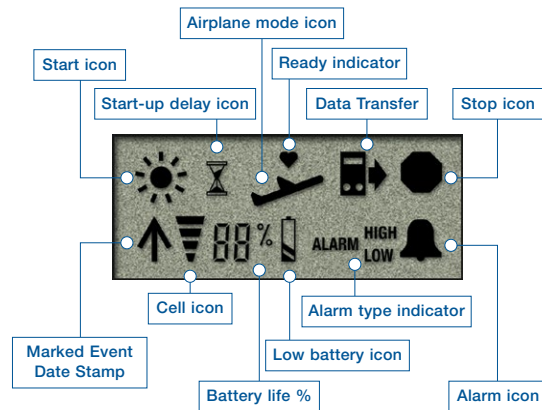 Airplane mode icon
Start icon
Ready indicator
Start-up delay icon
Data Transfer
Stop icon
88%
ALARM
HIGH
LOW
Cell icon
Alarm type indicator
Marked Event
Date Stamp
Low battery icon
Battery life %
Alarm icon